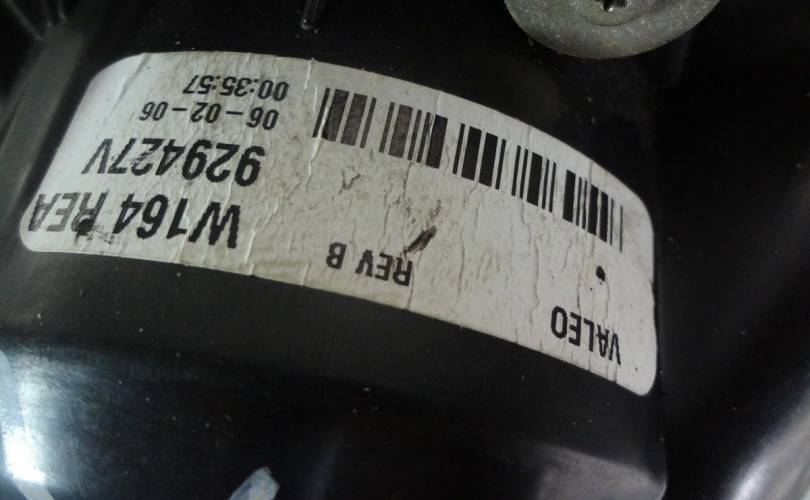 VALEO
REV B
W164 REA
929427V
06-02-06
00:35:57